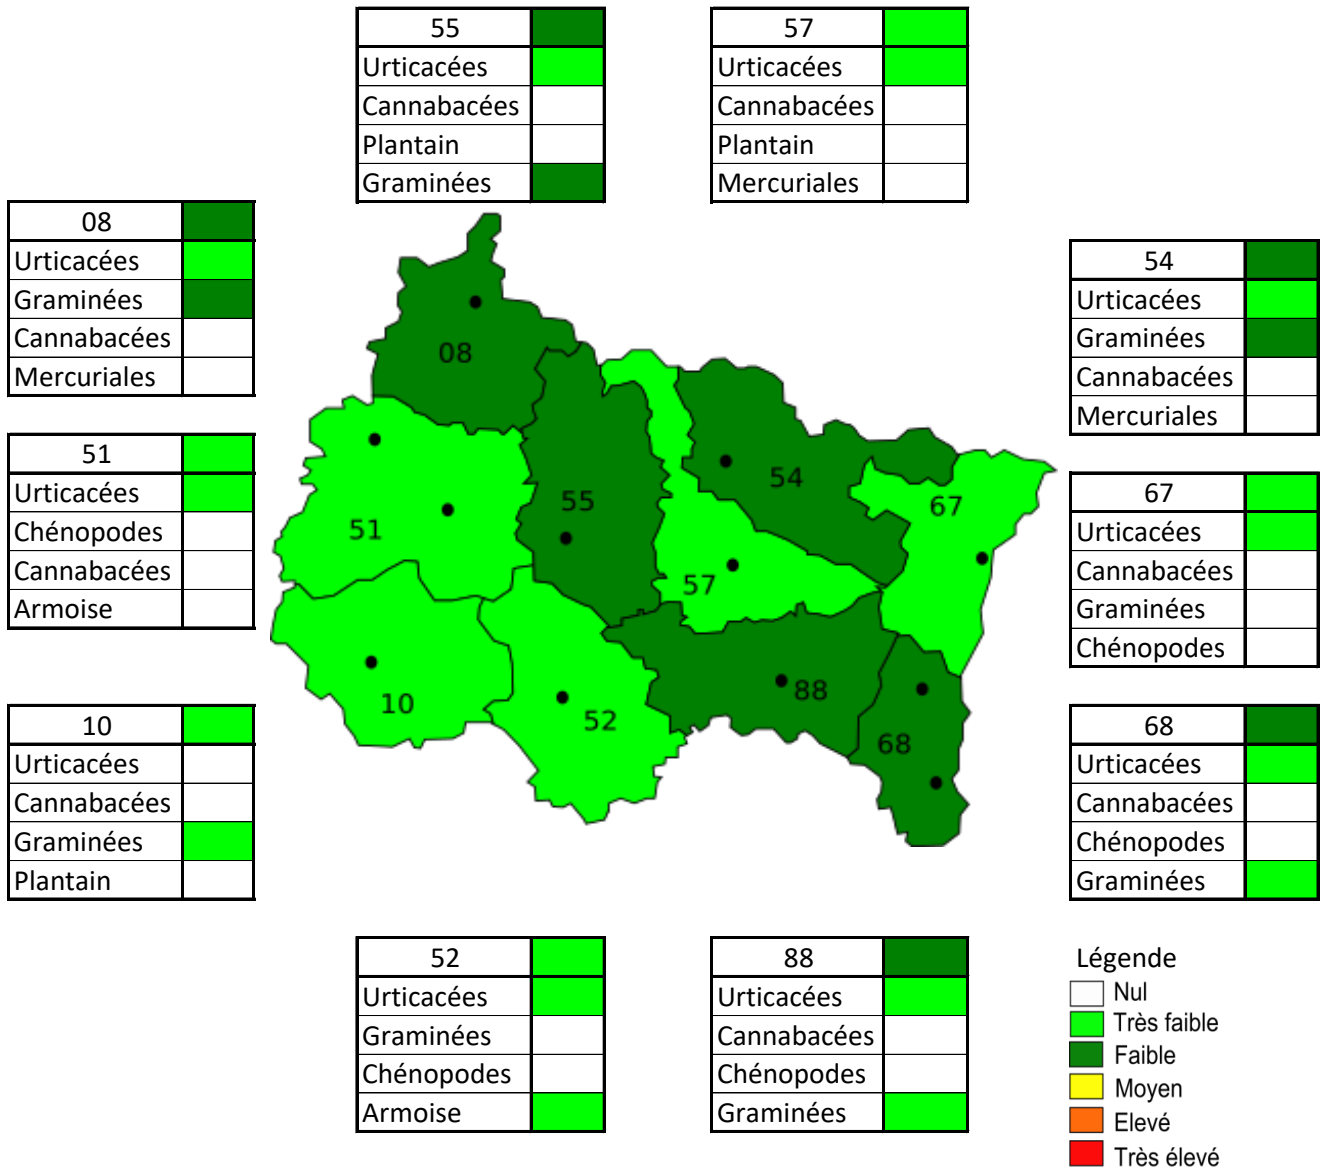 55
Urticacées
Cannabacées
Plantain
Graminées
57
Urticacées
Cannabacées
Plantain
Mercuriales
08
Urticacées
Graminées
Cannabacées
Mercuriales
54
Urticacées
Graminées
Cannabacées
Mercuriales
51
Urticacées
Chénopodes
Cannabacées
Armoise
67
Urticacées
Cannabacées
Graminées
Chénopodes
10
Urticacées
Cannabacées
Graminées
Plantain
68
Urticacées
Cannabacées
Chénopodes
Graminées
08
54
55
67
51
57
88
10
52
68
52
Urticacées
Graminées
Chénopodes
Armoise
88
Urticacées
Cannabacées
Chénopodes
Graminées
Légende
Nul
Très faible
Faible
Moyen
Elevé
Très élevé